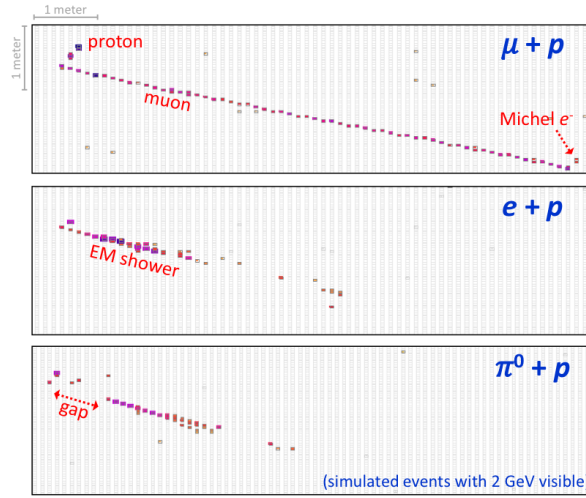 1 meter
1 meter
proton
μ + p
muon
Michel e-
e + p
EM shower
π0 + p
gap
(simulated events with 2 GeV visible